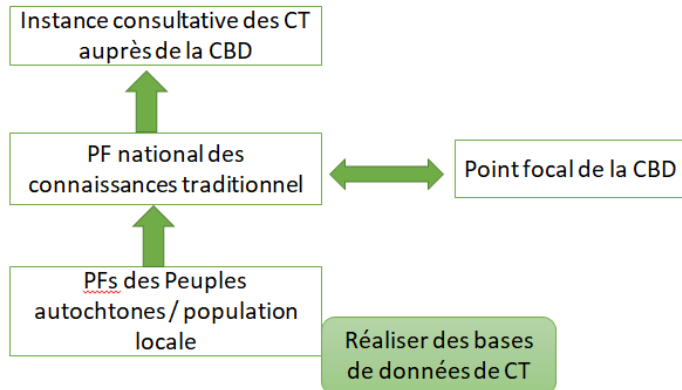 Instance consultative des CT
auprès de la CBD
PF national des
connaissances traditionnel
Point focal de la CBD
PFs des Peuples
autochtones / population
locale
Réaliser des bases
de données de CT